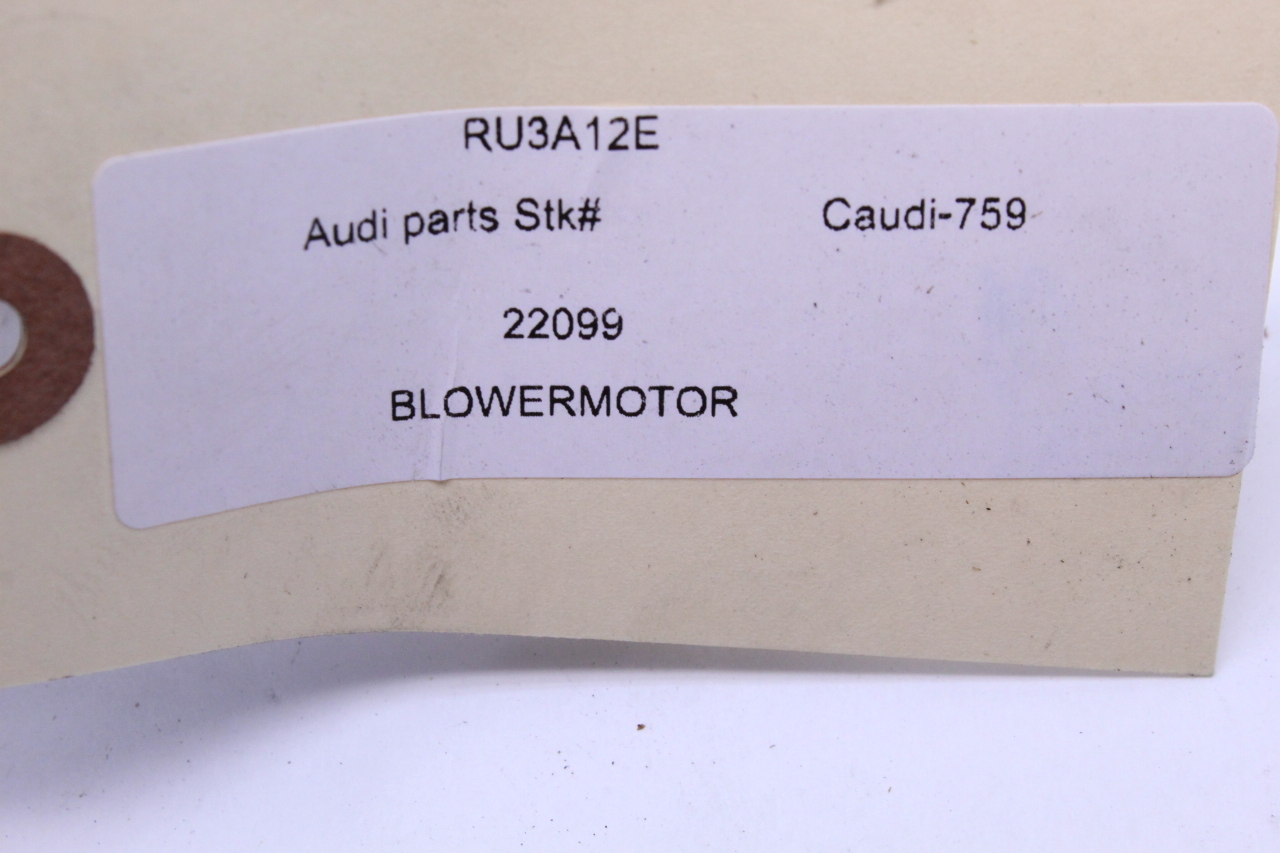 RU3A12E
Audi parts Stk# Caudi-759
22099
BLOWERMOTOR